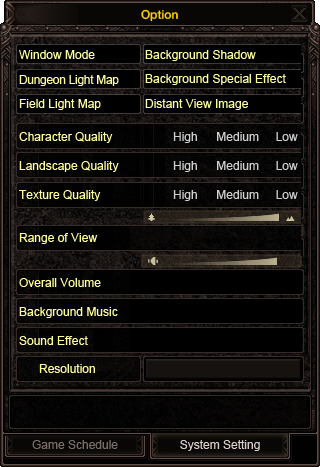 Option
Window Mode Background Shadow
Dungeon Light Map Background Special Effect
Field Light Map Distant View Image
Character Quality High Medium Low
Landscape Quality High Medium Low
Texture Quality High Medium Low
Range of View
Overall Volume
Background Music
Sound Effect
Resolution
Game Schedule System Setting